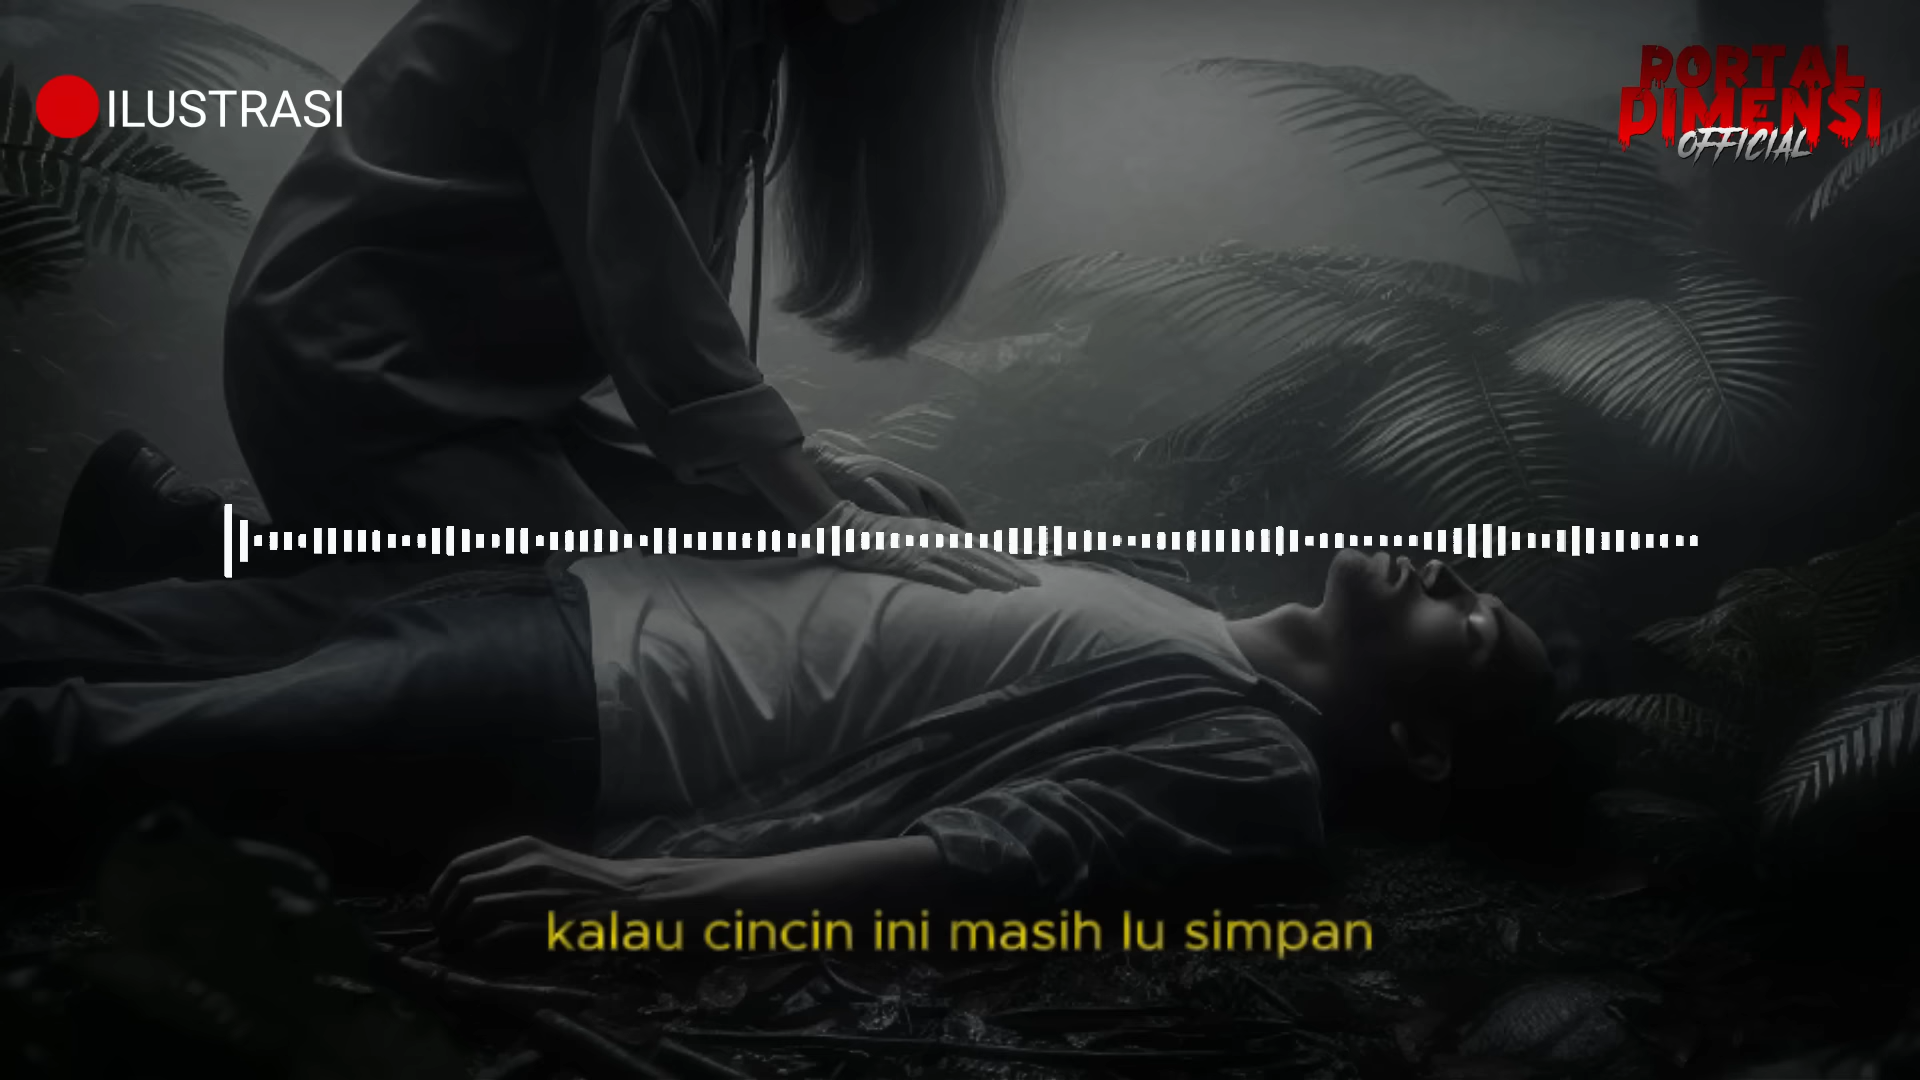 ILUSTRASI
PORTAL
DIMENSI
OFFICIAL
kalau cincin ini masih lu simpan